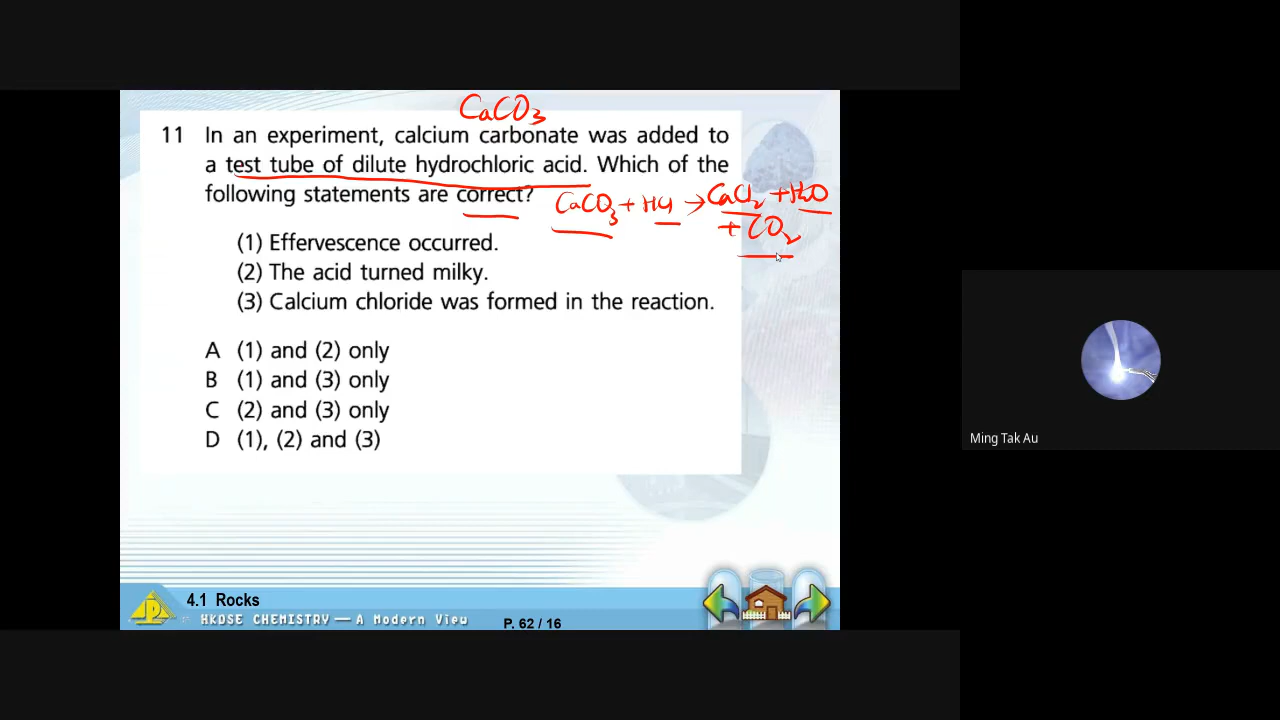 CaCO3
11 In an experiment, calcium carbonate was added to
a test tube of dilute hydrochloric acid. Which of the
following statements are correct?
CaCO3 + HCl → CaCl2 + H2O
+ CO2
(1) Effervescence occurred.
(2) The acid turned milky.
(3) Calcium chloride was formed in the reaction.
A (1) and (2) only
B (1) and (3) only
C (2) and (3) only
D (1), (2) and (3)
Ming Tak Au
4.1 Rocks
HKDSE CHEMISTRY — A Modern View
P. 62 / 16